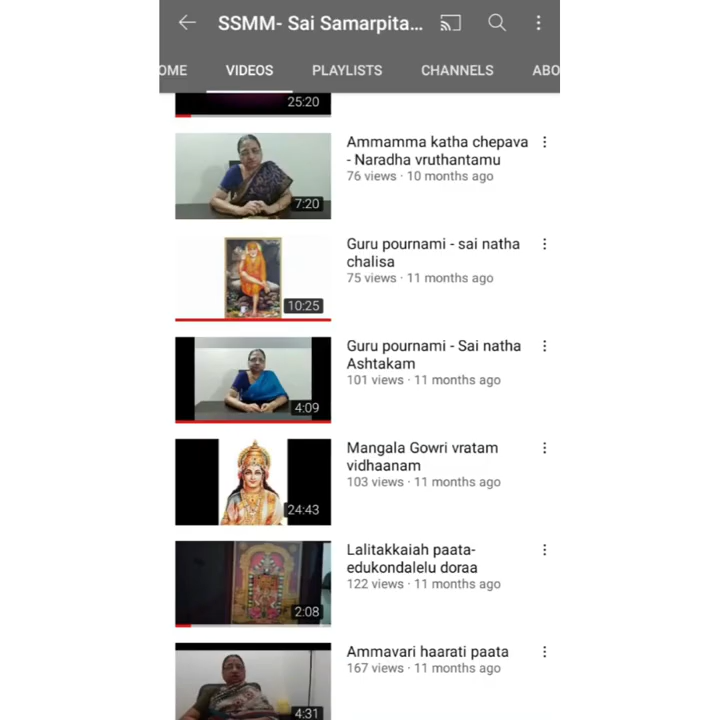 SSMM- Sai Samarpita...
OME VIDEOS PLAYLISTS CHANNELS ABO
25:20
Ammamma katha chepava
- Naradha vruthantamu
76 views · 10 months ago
7:20
Guru pournami - sai natha
chalisa
75 views · 11 months ago
10:25
Guru pournami - Sai natha
Ashtakam
101 views · 11 months ago
4:09
Mangala Gowri vratam
vidhaanam
103 views · 11 months ago
24:43
Lalitakkaiah paata-
edukondalelu doraa
122 views · 11 months ago
2:08
Ammavari haarati paata
167 views · 11 months ago
4:31